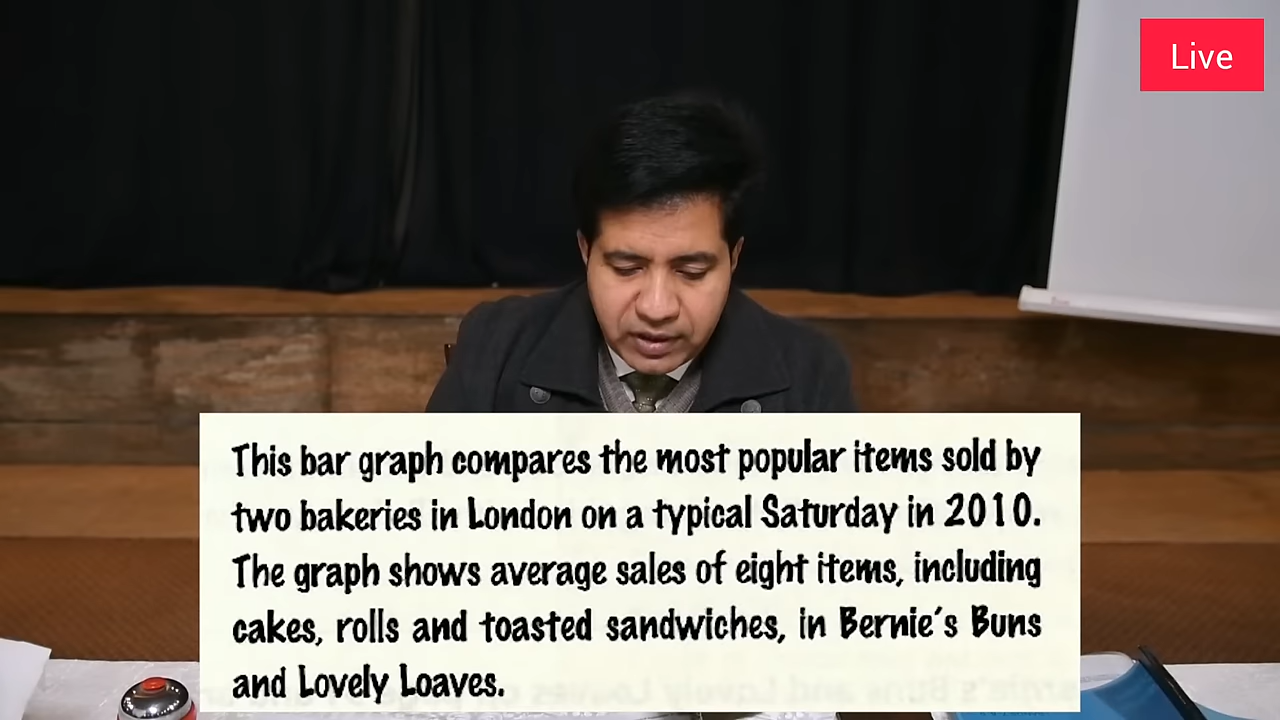 Live
This bar graph compares the most popular items sold by
two bakeries in London on a typical Saturday in 2010.
The graph shows average sales of eight items, including
cakes, rolls and toasted sandwiches, in Bernie's Buns
and Lovely Loaves.